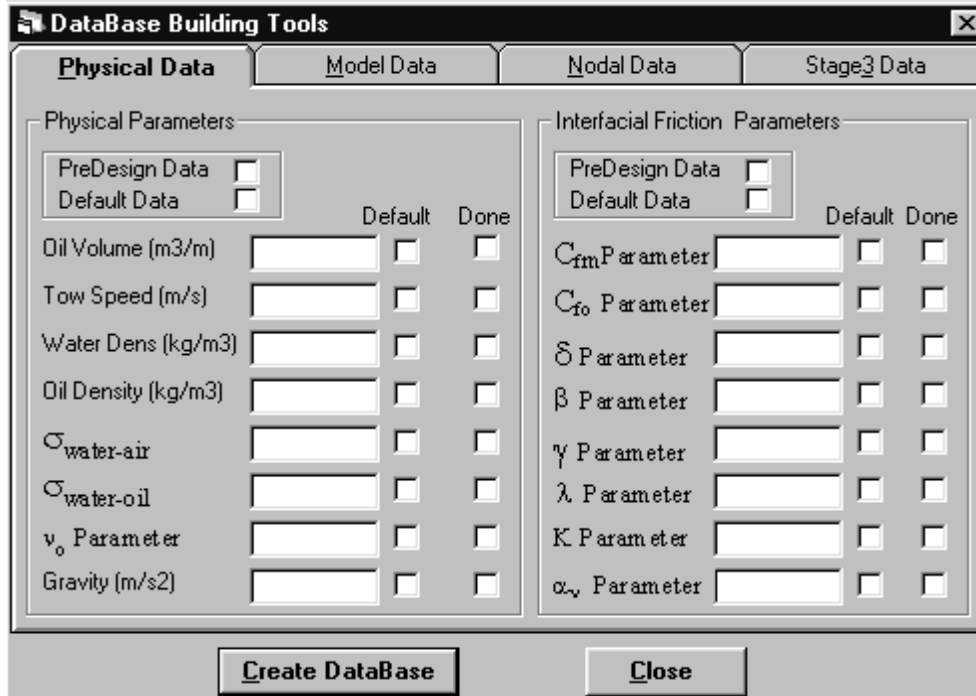 DataBase Building Tools
Physical Data
Model Data
Nodal Data
Stage3 Data
Physical Parameters
PreDesign Data
Default Data
Default Done
Oil Volume (m3/m)
Tow Speed (m/s)
Water Dens (kg/m3)
Oil Density (kg/m3)
σwater-air
σwater-oil
νo Parameter
Gravity (m/s2)
Interfacial Friction Parameters
PreDesign Data
Default Data
Default Done
Cfm Parameter
Cfo Parameter
δ Parameter
β Parameter
γ Parameter
λ Parameter
K Parameter
αv Parameter
Create DataBase
Close